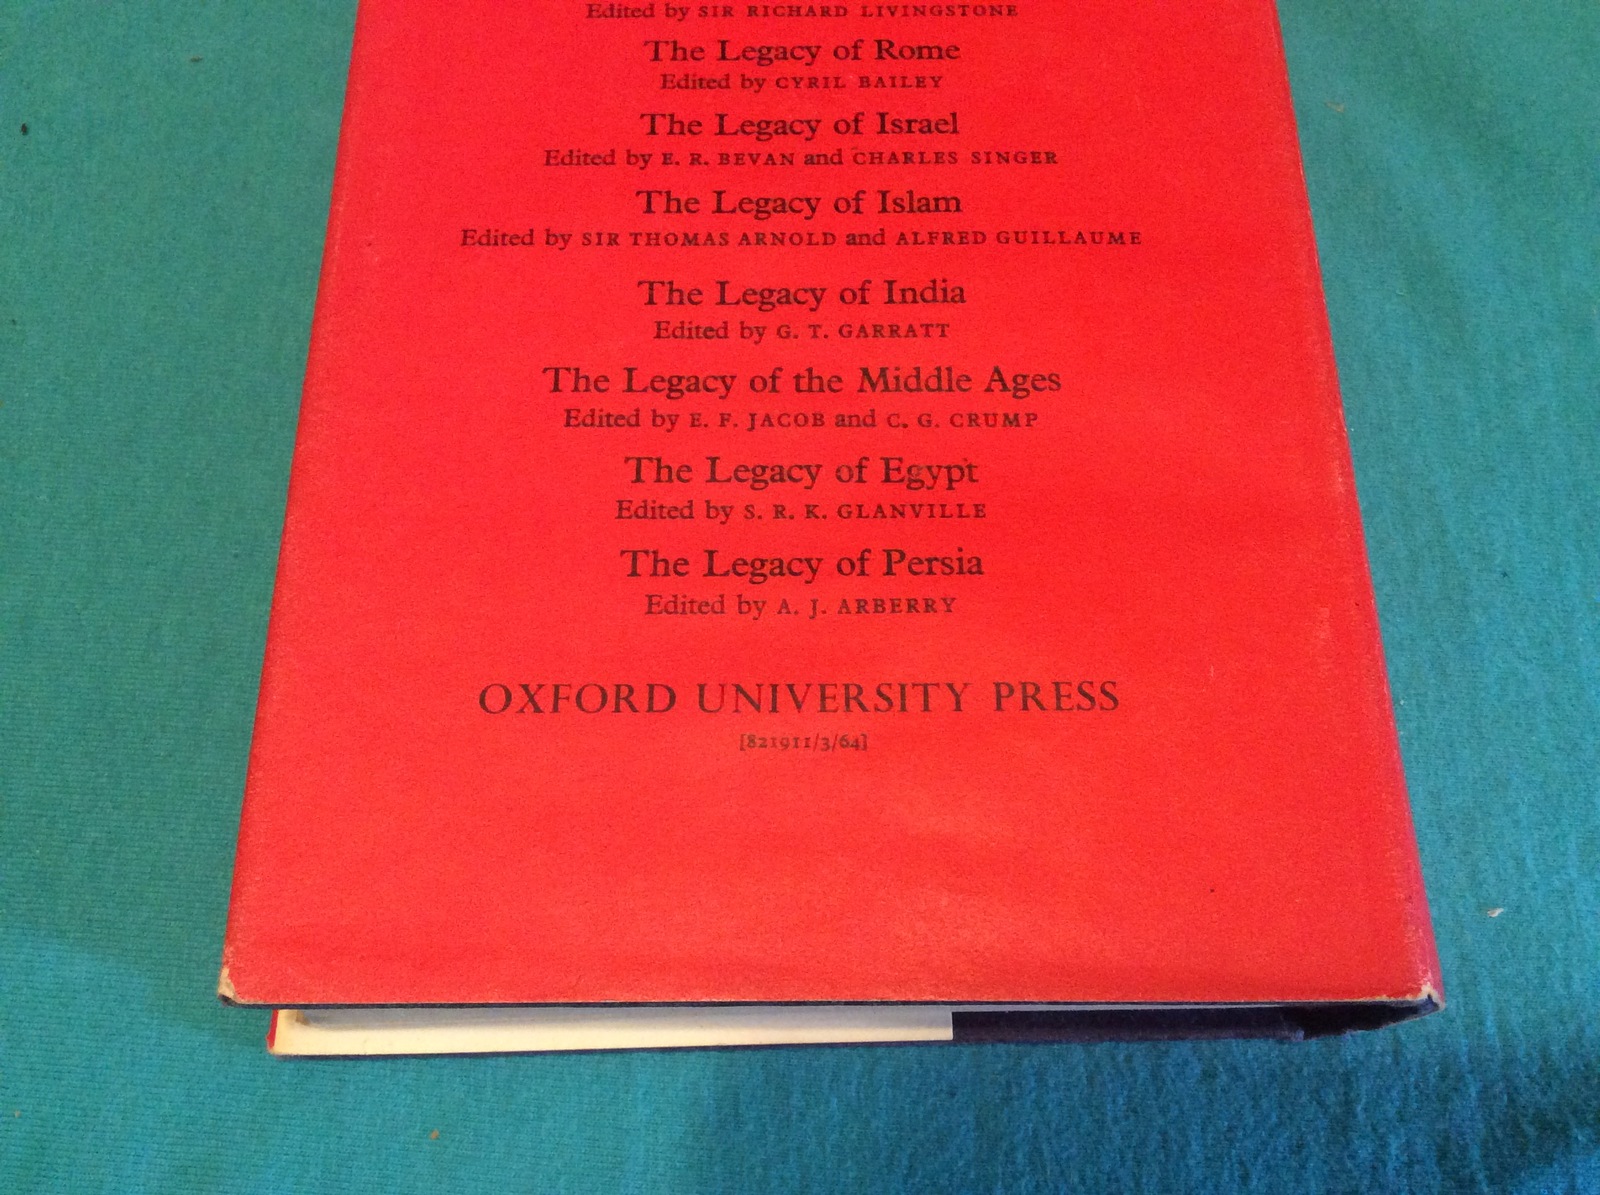 Edited by SIR RICHARD LIVINGSTONE
The Legacy of Rome
Edited by CYRIL BAILEY
The Legacy of Israel
Edited by E. R. BEVAN and CHARLES SINGER
The Legacy of Islam
Edited by SIR THOMAS ARNOLD and ALFRED GUILLAUME
The Legacy of India
Edited by G. T. GARRATT
The Legacy of the Middle Ages
Edited by E. F. JACOB and C. G. CRUMP
The Legacy of Egypt
Edited by S. R. K. GLANVILLE
The Legacy of Persia
Edited by A. J. ARBERRY
OXFORD UNIVERSITY PRESS
[821911/3/64]